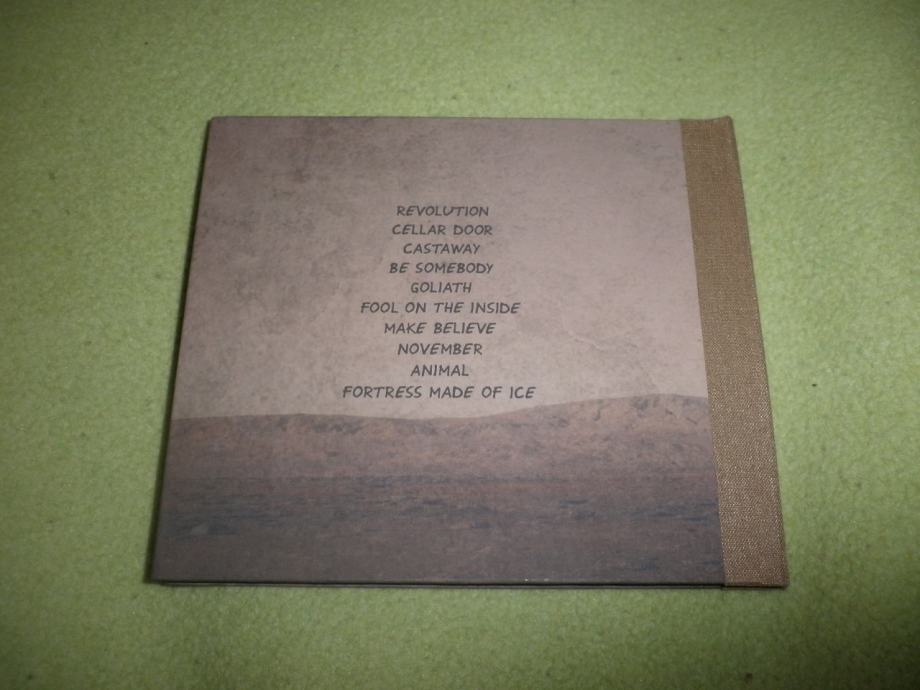 REVOLUTION
CELLAR DOOR
CASTAWAY
BE SOMEBODY
GOLIATH
FOOL ON THE INSIDE
MAKE BELIEVE
NOVEMBER
ANIMAL
FORTRESS MADE OF ICE